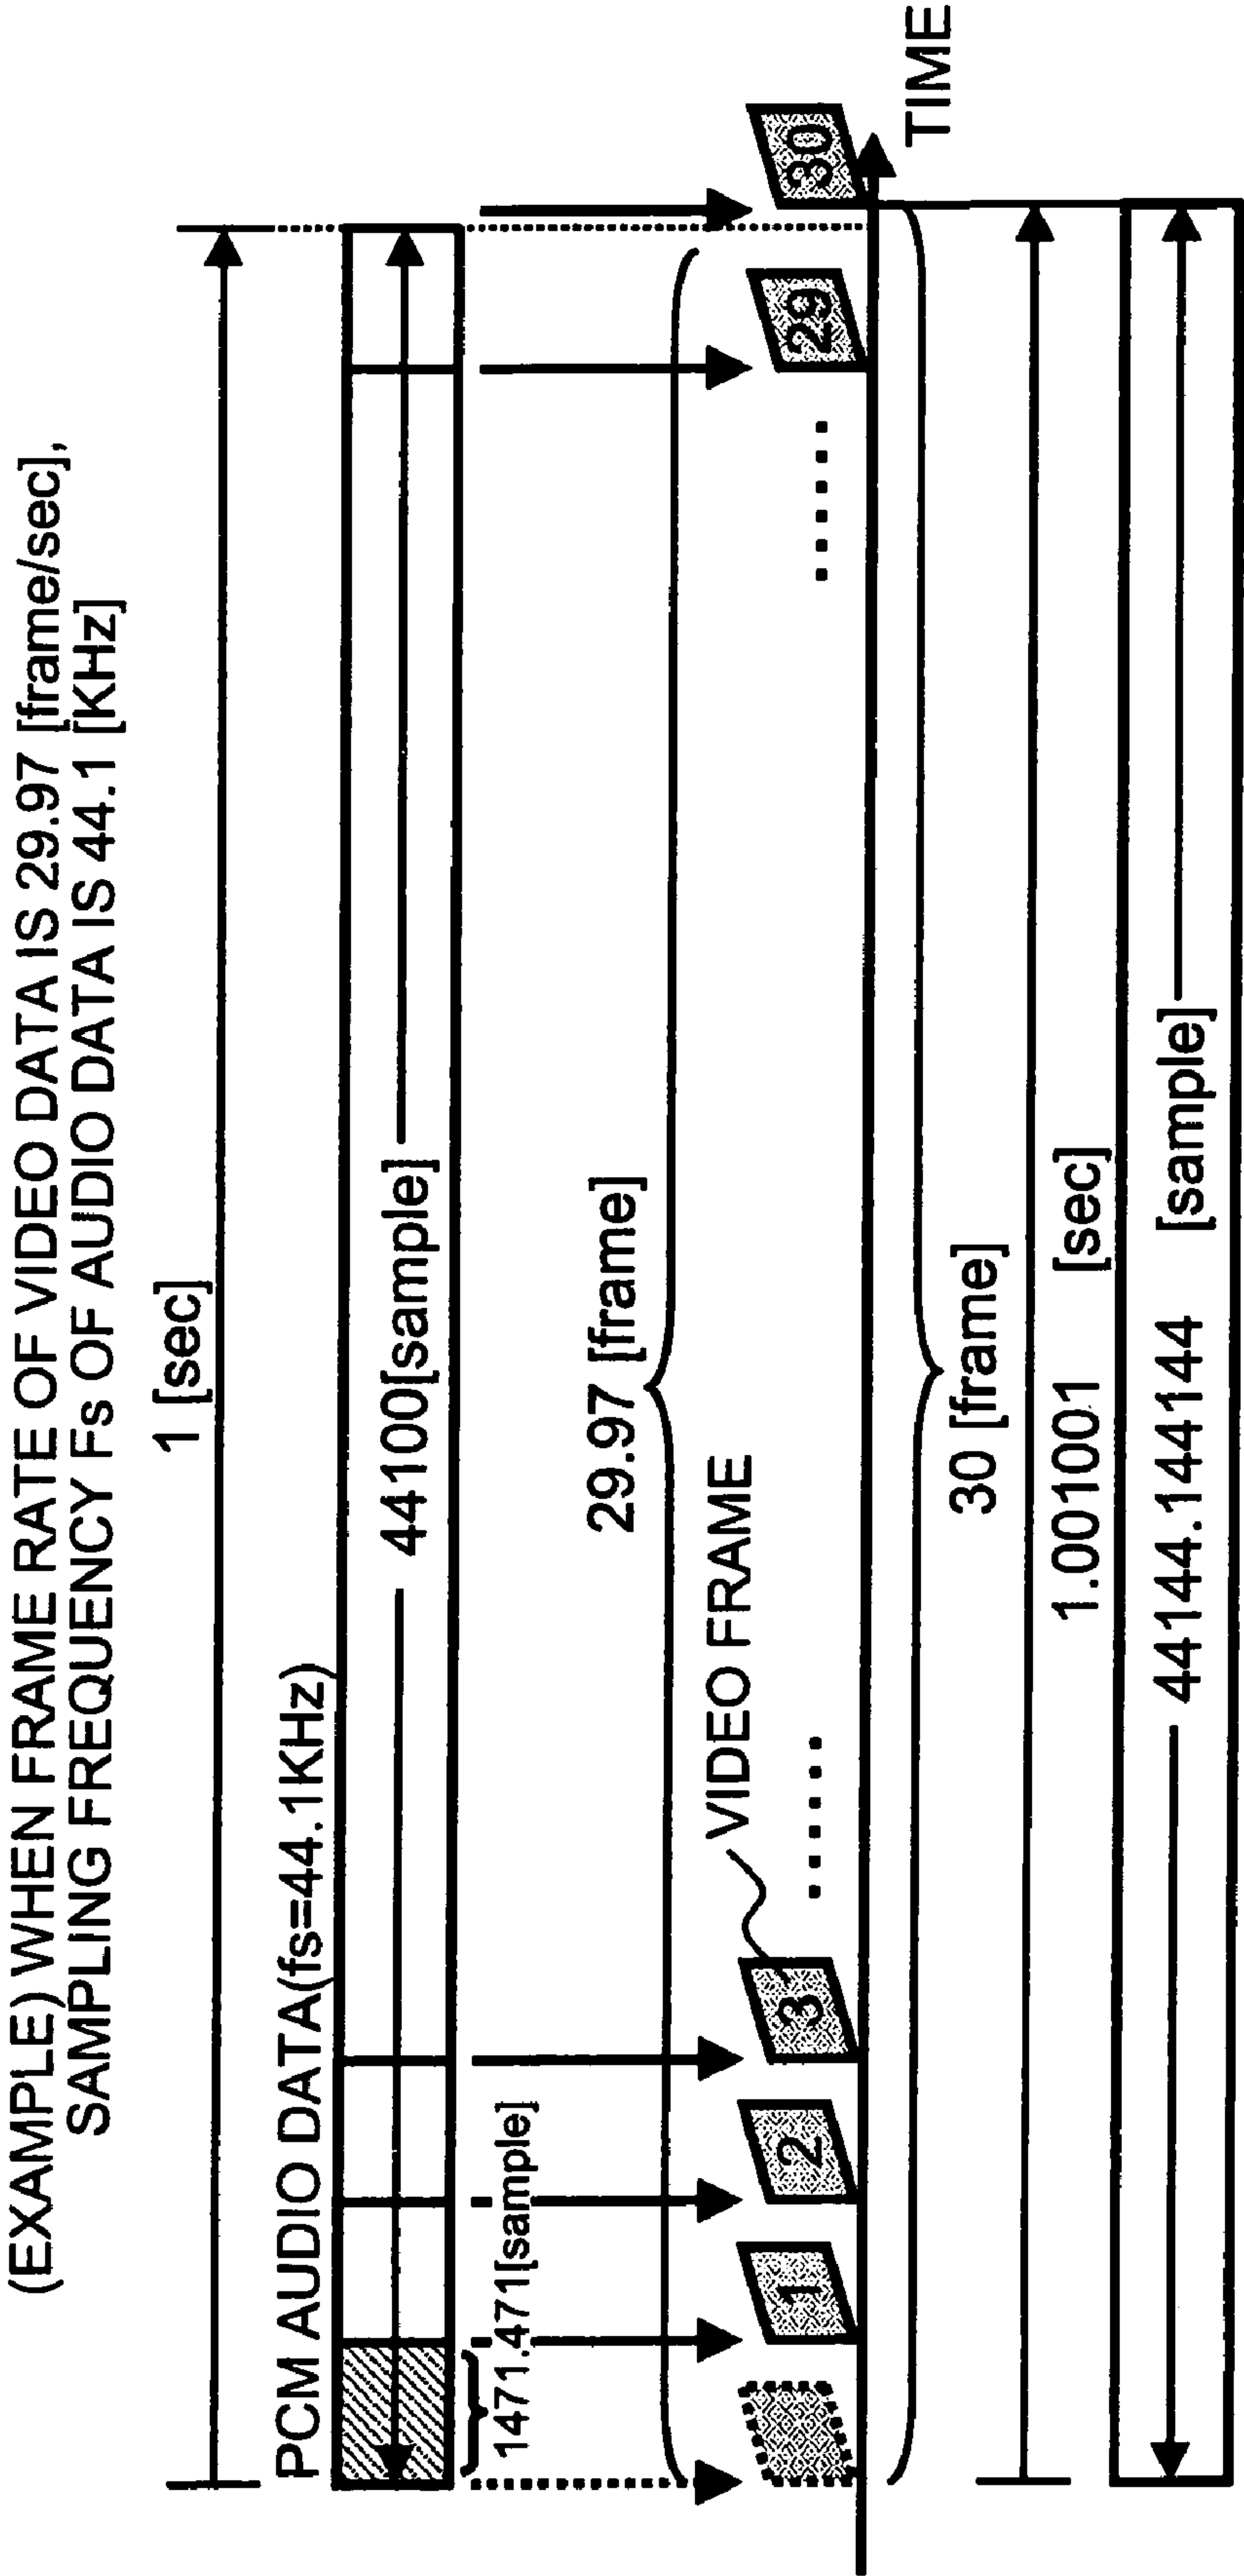 (EXAMPLE) WHEN FRAME RATE OF VIDEO DATA IS 29.97 [frame/sec],
SAMPLING FREQUENCY Fs OF AUDIO DATA IS 44.1 [KHz]
1 [sec]
PCM AUDIO DATA(fs=44.1KHz)
44100[sample]
1471.471[sample]
29.97 [frame]
VIDEO FRAME
1
2
3
29
30
TIME
30 [frame]
1.001001 [sec]
44144.144144 [sample]